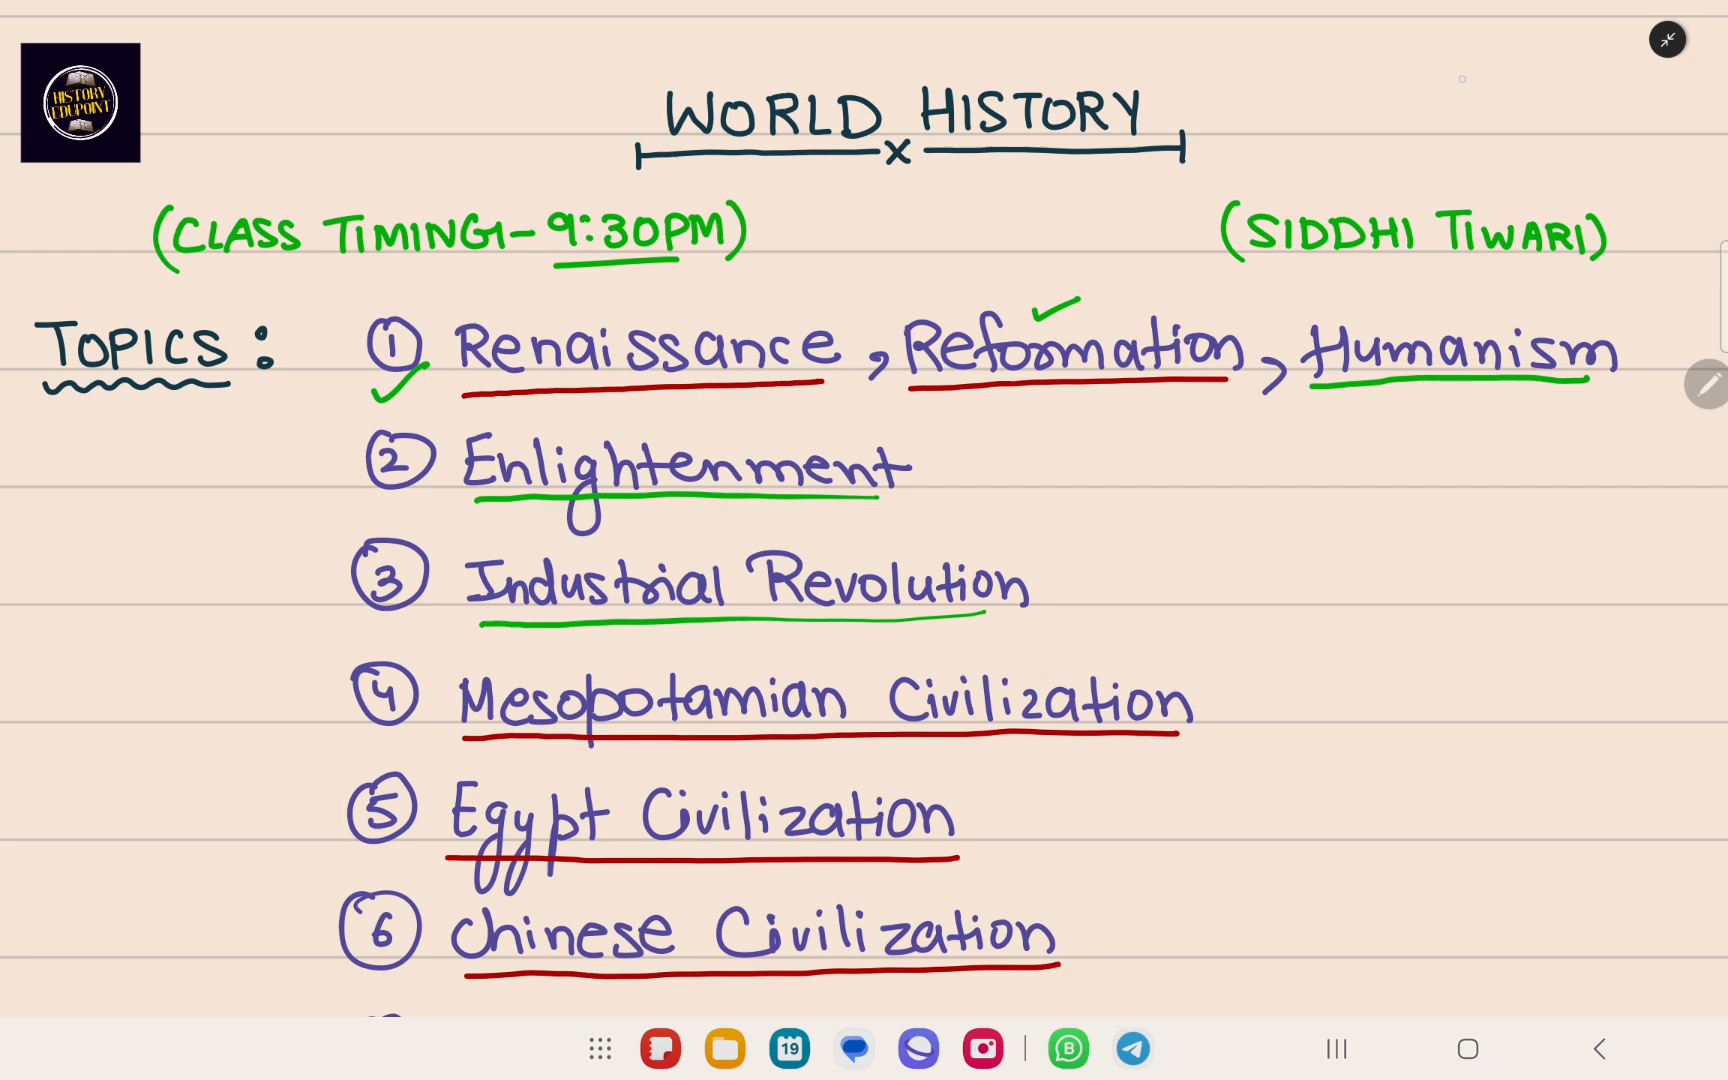 HISTORY
EDUPOINT
WORLD HISTORY
x
(CLASS TIMING - 9:30PM)
(SIDDHI TIWARI)
TOPICS :
① Renaissance , Reformation , Humanism
② Enlightenment
③ Industrial Revolution
④ Mesopotamian Civilization
⑤ Egypt Civilization
⑥ Chinese Civilization
19
B